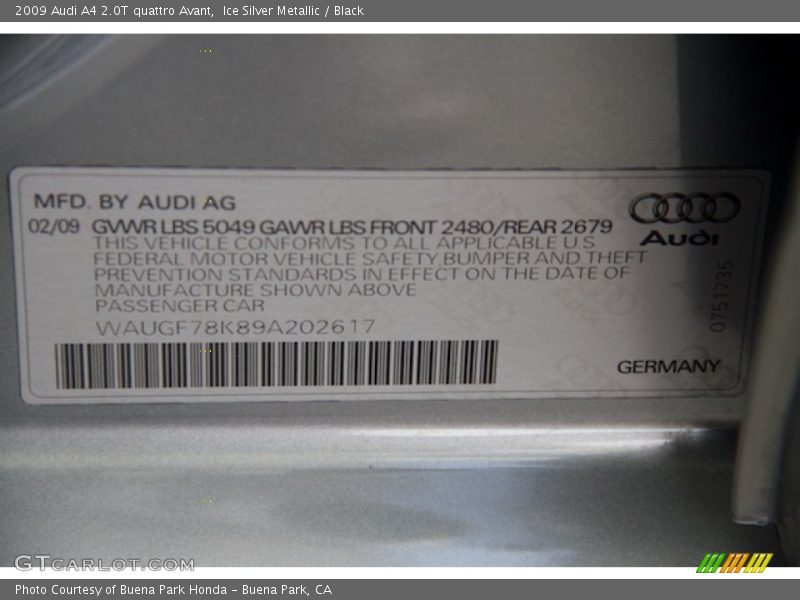 2009 Audi A4 2.0T quattro Avant,  Ice Silver Metallic / Black
MFD. BY AUDI AG
02/09 GVWR LBS 5049 GAWR LBS FRONT 2480/REAR 2679
THIS VEHICLE CONFORMS TO ALL APPLICABLE U S
FEDERAL MOTOR VEHICLE SAFETY, BUMPER AND THEFT
PREVENTION STANDARDS IN EFFECT ON THE DATE OF
MANUFACTURE SHOWN ABOVE
PASSENGER CAR
WAUGF78K89A202617
Audi
0751735
GERMANY
GTCARLOT.COM
Photo Courtesy of Buena Park Honda - Buena Park, CA